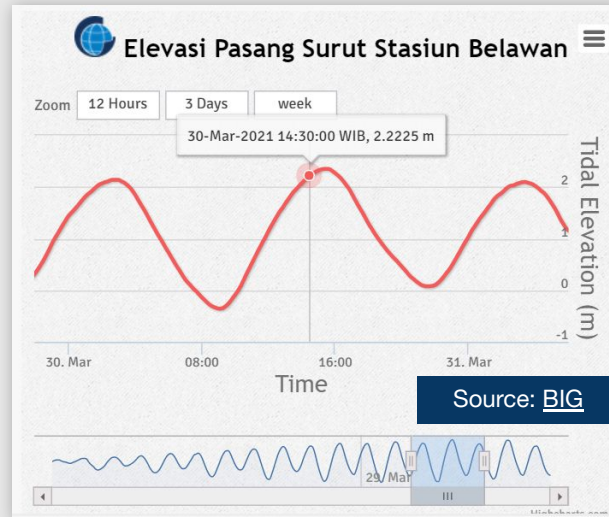 Elevasi Pasang Surut Stasiun Belawan
Zoom 12 Hours 3 Days week
30-Mar-2021 14:30:00 WIB, 2.2225 m
2
1
0
-1
Tidal Elevation (m)
30. Mar 08:00 16:00 31. Mar
Time
Source: BIG
29. Mar
Highcharts.com